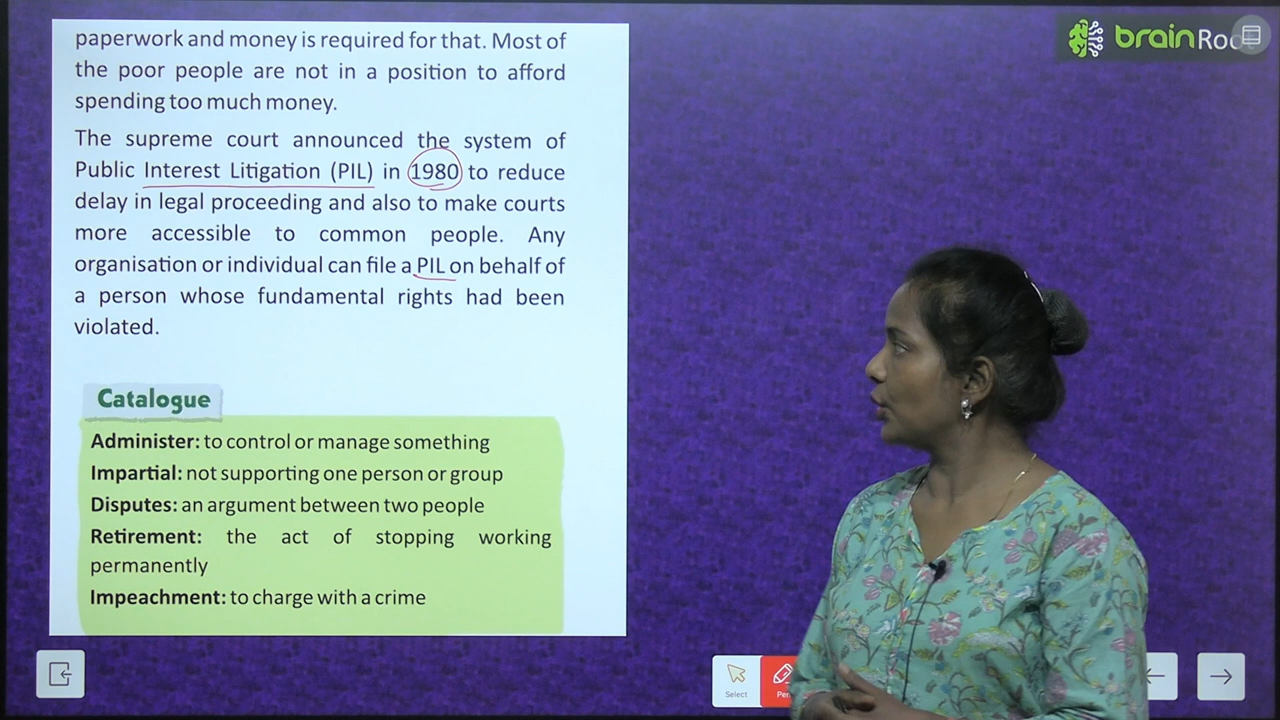 paperwork and money is required for that. Most of
the poor people are not in a position to afford
spending too much money.
The supreme court announced the system of
Public Interest Litigation (PIL) in 1980 to reduce
delay in legal proceeding and also to make courts
more accessible to common people. Any
organisation or individual can file a PIL on behalf of
a person whose fundamental rights had been
violated.
Catalogue
Administer: to control or manage something
Impartial: not supporting one person or group
Disputes: an argument between two people
Retirement: the act of stopping working
permanently
Impeachment: to charge with a crime
brain
Select